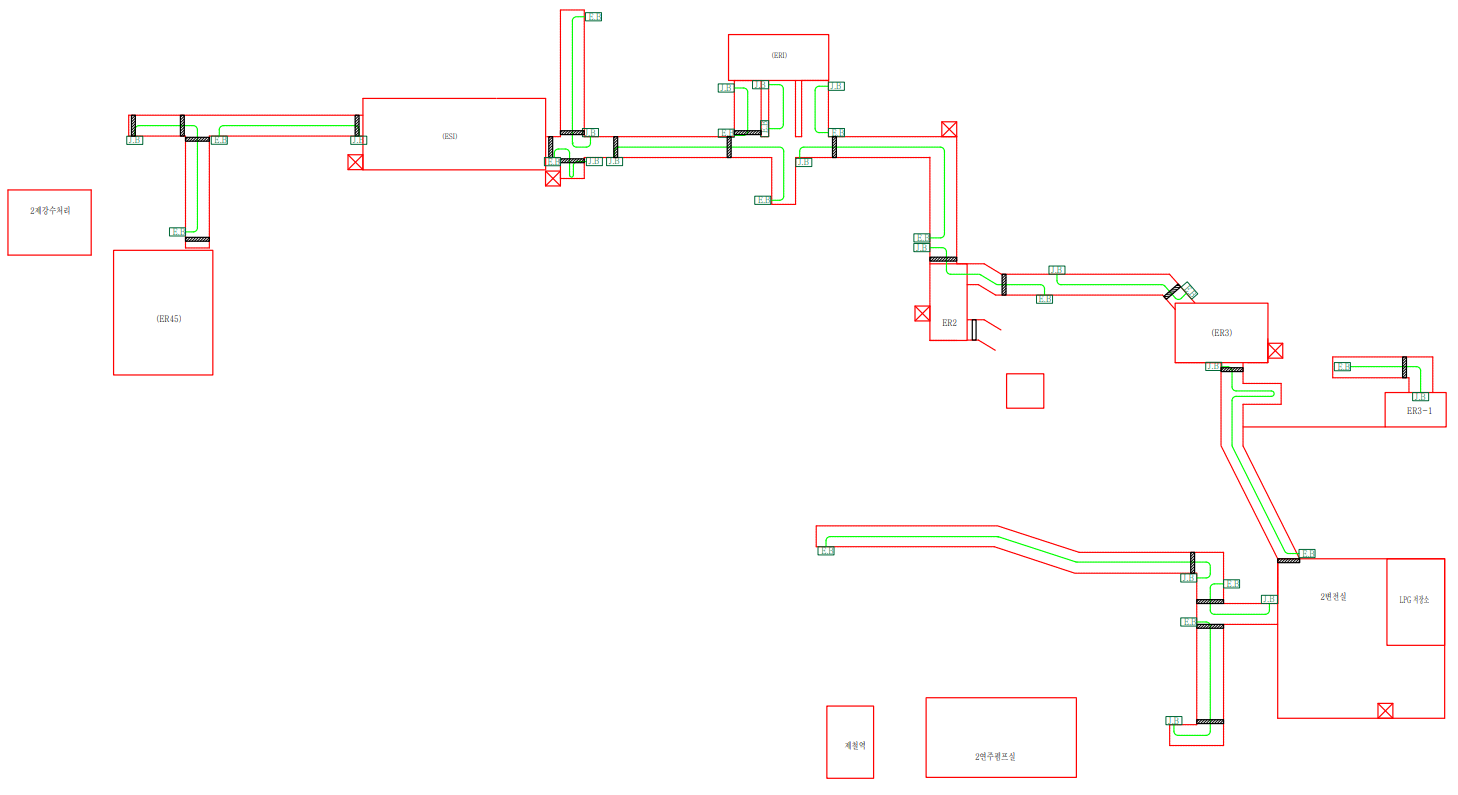 E.B
(ERI)
J.B
J.B
J.B
(ESI)
J.B
E.B
J.B
E.B
J.B
E.B
E.B
J.B
E.B
J.B
J.B
J.B
E.B
2제강수처리
E.B
E.B
J.B
(ER45)
J.B
E.B
ER2
(ER3)
J.B
E.B
J.B
ER3-1
E.B
E.B
J.B
E.B
2변전실
LPG 저장소
J.B
E.B
J.B
제철역
2연주펌프실